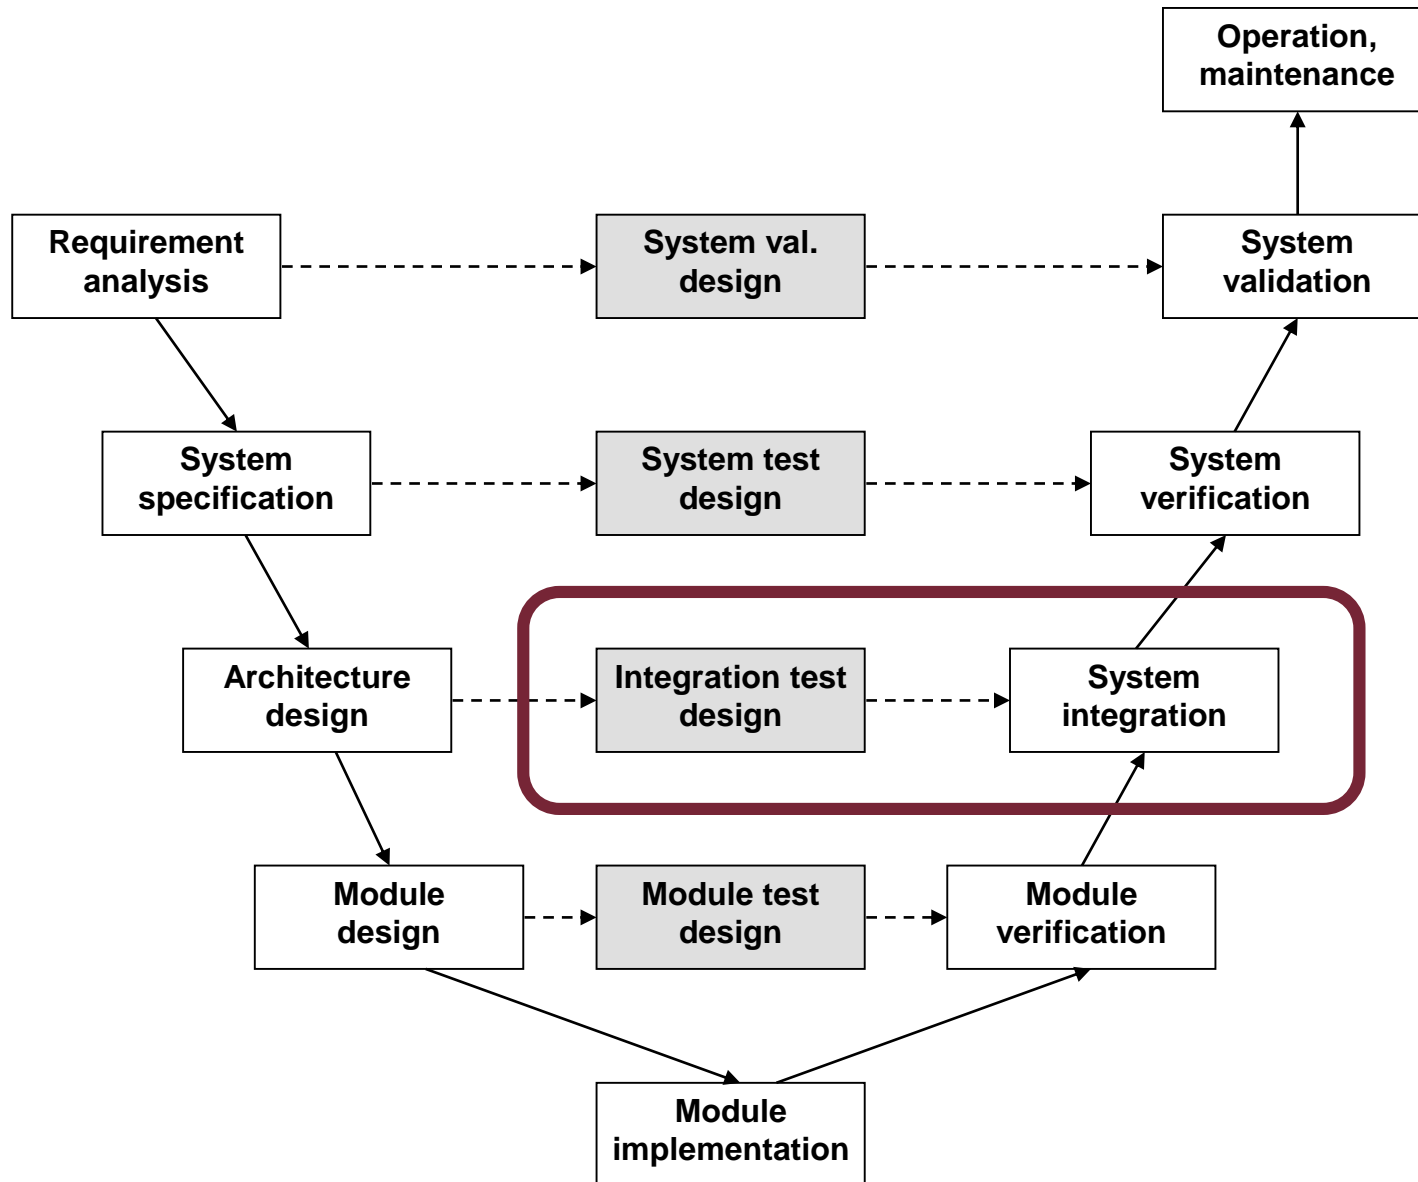 Operation,
maintenance
Requirement
analysis
System val.
design
System
validation
System
specification
System test
design
System
verification
Architecture
design
Integration test
design
System
integration
Module
design
Module test
design
Module
verification
Module
implementation